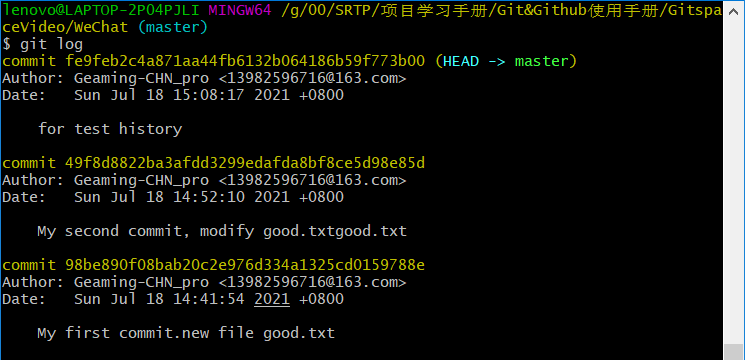 lenovo@LAPTOP-2PO4PJLI MINGW64 /g/00/SRTP/项目学习手册/Git&Github使用手册/Gitspa
ceVideo/WeChat (master)
$ git log
commit fe9feb2c4a871aa44fb6132b064186b59f773b00 (HEAD -> master)
Author: Geaming-CHN_pro <13982596716@163.com>
Date:   Sun Jul 18 15:08:17 2021 +0800
    for test history
commit 49f8d8822ba3afdd3299edafda8bf8ce5d98e85d
Author: Geaming-CHN_pro <13982596716@163.com>
Date:   Sun Jul 18 14:52:10 2021 +0800
    My second commit, modify good.txtgood.txt
commit 98be890f08bab20c2e976d334a1325cd0159788e
Author: Geaming-CHN_pro <13982596716@163.com>
Date:   Sun Jul 18 14:41:54 2021 +0800
    My first commit.new file good.txt